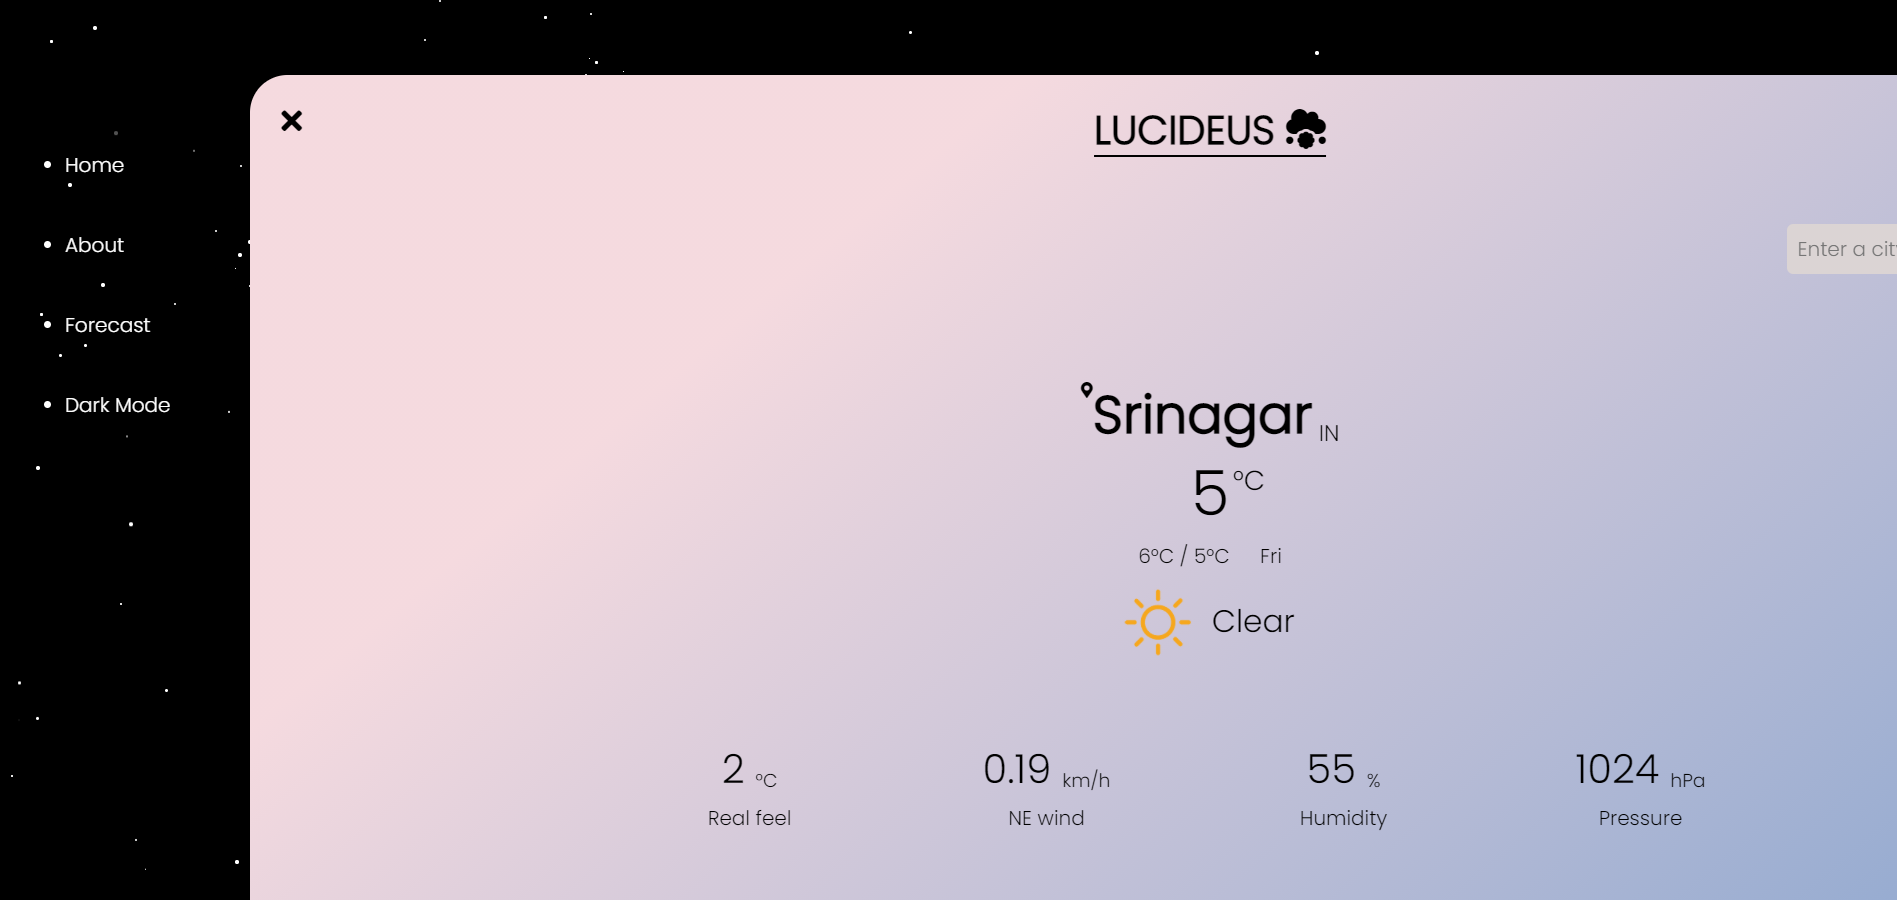 LUCIDEUS
Home
Enter a city
About
Forecast
Dark Mode
Srinagar IN
5 °C
6°C / 5°C Fri
Clear
2 °C
Real feel
0.19 km/h
NE wind
55 %
Humidity
1024 hPa
Pressure